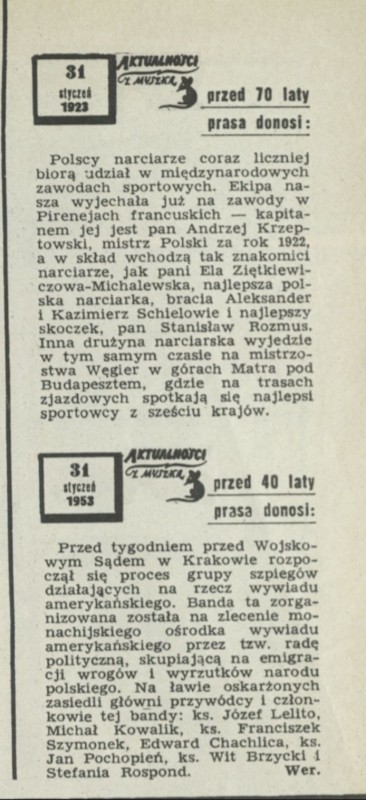 31
styczeń
1923
AKTUALNOŚCI
Z MUSZKĄ
przed 70 laty
prasa donosi:
Polscy narciarze coraz liczniej
biorą udział w międzynarodowych
zawodach sportowych. Ekipa na-
sza wyjechała już na zawody w
Pirenejach francuskich — kapita-
nem jej jest pan Andrzej Krzep-
towski, mistrz Polski za rok 1922,
a w skład wchodzą tak znakomici
narciarze, jak pani Ela Ziętkiewi-
czowa-Michalewska, najlepsza pol-
ska narciarka, bracia Aleksander
i Kazimierz Schielowie i najlepszy
skoczek, pan Stanisław Rozmus.
Inna drużyna narciarska wyjedzie
w tym samym czasie na mistrzo-
stwa Węgier w górach Matra pod
Budapesztem, gdzie na trasach
zjazdowych spotkają się najlepsi
sportowcy z sześciu krajów.
31
styczeń
1953
AKTUALNOŚCI
Z MUSZKĄ
przed 40 laty
prasa donosi:
Przed tygodniem przed Wojsko-
wym Sądem w Krakowie rozpo-
czął się proces grupy szpiegów
działających na rzecz wywiadu
amerykańskiego. Banda ta zorga-
nizowana została na zlecenie mo-
nachijskiego ośrodka wywiadu
amerykańskiego przez tzw. radę
polityczną, skupiającą na emigra-
cji wrogów i wyrzutków narodu
polskiego. Na ławie oskarżonych
zasiedli główni przywódcy i człon-
kowie tej bandy: ks. Józef Lelito,
Michał Kowalik, ks. Franciszek
Szymonek, Edward Chachlica, ks.
Jan Pochopień, ks. Wit Brzycki i
Stefania Rospond. Wer.